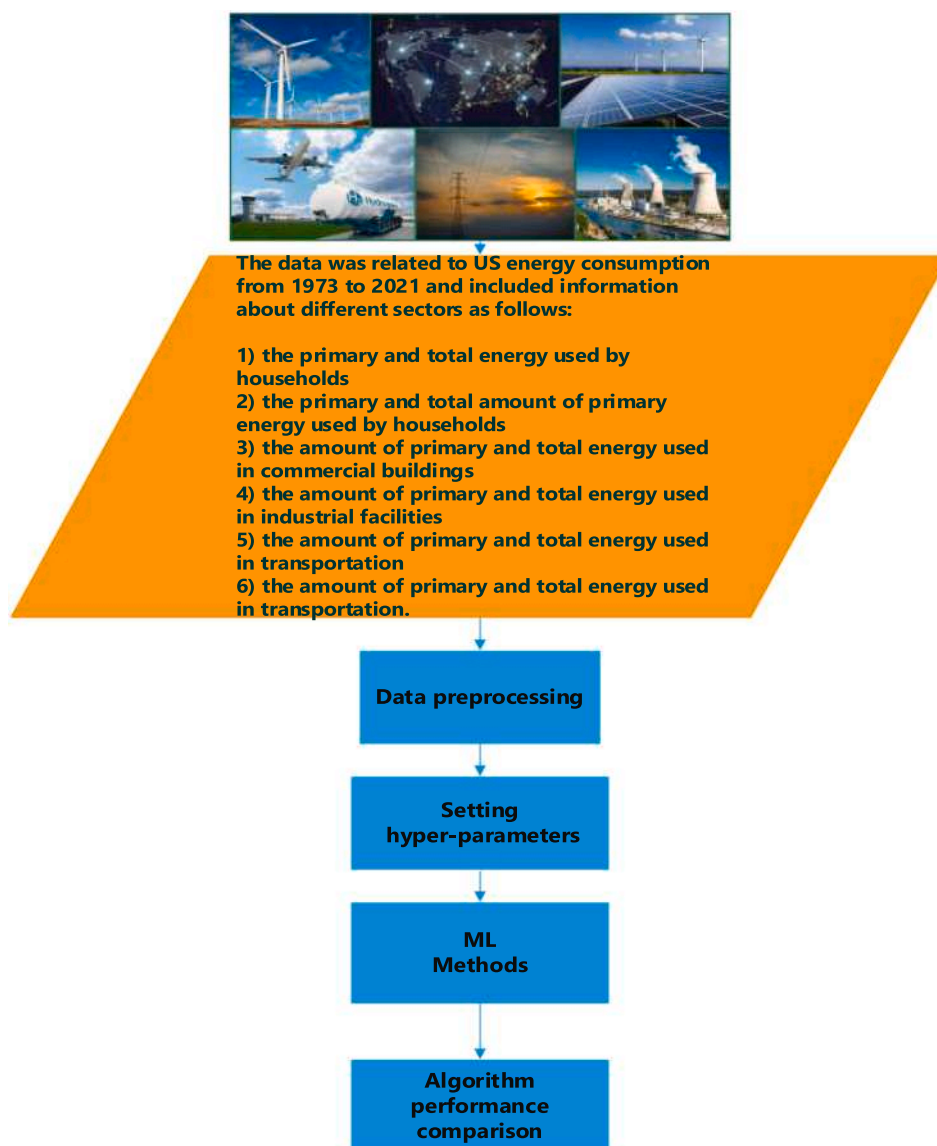 Hydrogen
The data was related to US energy consumption
from 1973 to 2021 and included information
about different sectors as follows:
1) the primary and total energy used by
households
2) the primary and total amount of primary
energy used by households
3) the amount of primary and total energy used
in commercial buildings
4) the amount of primary and total energy used
in industrial facilities
5) the amount of primary and total energy used
in transportation
6) the amount of primary and total energy used
in transportation.
Data preprocessing
Setting
hyper-parameters
ML
Methods
Algorithm
performance
comparison